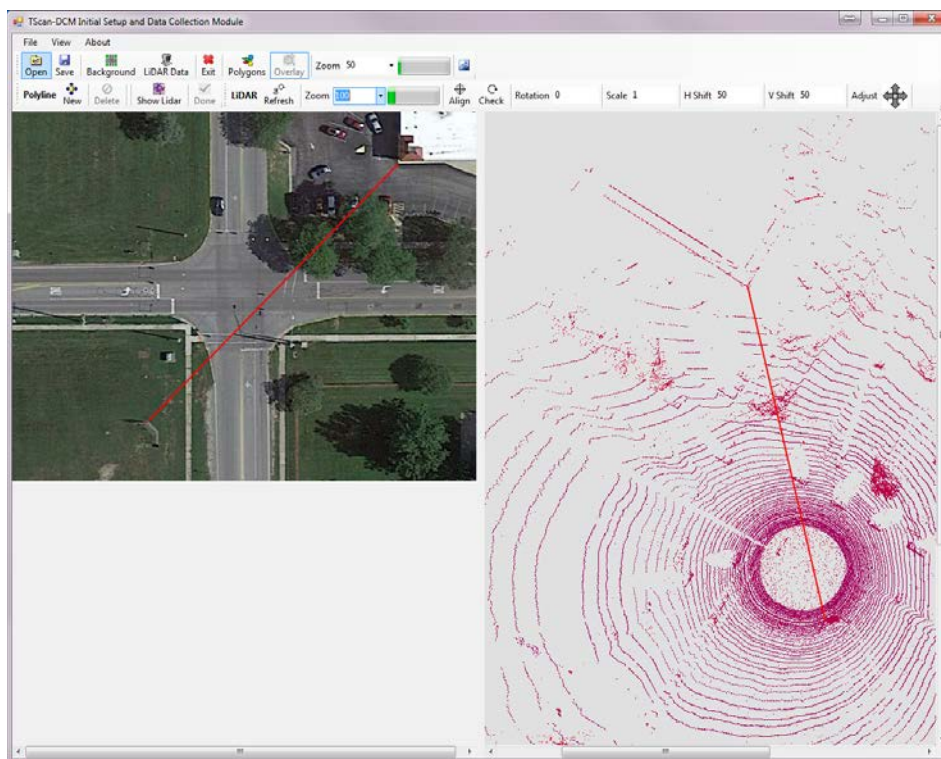 TScan-DCM Initial Setup and Data Collection Module
File View About
Open Save Background LiDAR Data Exit Polygons Overlay Zoom 50
Polyline New Delete Show Lidar Done LiDAR Refresh Zoom 100 Align Check Rotation 0 Scale 1 H Shift 50 V Shift 50 Adjust